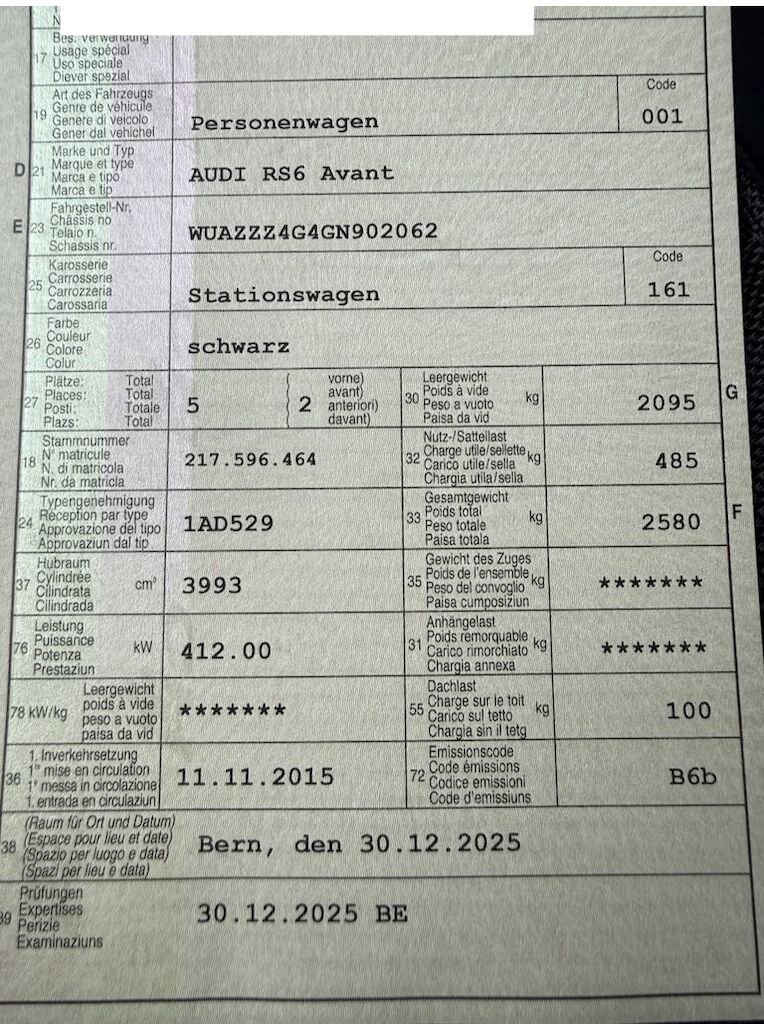 17 Bes. Verwendung
Usage spécial
Uso speciale
Diever spezial
19 Art des Fahrzeugs
Genre de véhicule
Genere di veicolo
Gener dal vehichel
Personenwagen
Code
001
D 21 Marke und Typ
Marque et type
Marca e tipo
Marca e tip
AUDI RS6 Avant
E 23 Fahrgestell-Nr.
Châssis no
Telaio n.
Schassis nr.
WUAZZZ4G4GN902062
25 Karosserie
Carrosserie
Carrozzeria
Carossaria
Stationswagen
Code
161
26 Farbe
Couleur
Colore
Colur
schwarz
27 Plätze: Total
Places: Total
Posti: Totale
Plazs: Total
5
( 2 vorne)
( avant)
( anteriori)
( davant)
30 Leergewicht
Poids à vide
Peso a vuoto
Paisa da vid
kg
2095
G
18 Stammnummer
N° matricule
N. di matricola
Nr. da matricla
217.596.464
32 Nutz-/Sattellast
Charge utile/sellette
Carico utile/sella
Chargia utila/sella
kg
485
24 Typengenehmigung
Réception par type
Approvazione del tipo
Approvaziun dal tip
1AD529
33 Gesamtgewicht
Poids total
Peso totale
Paisa totala
kg
2580
F
37 Hubraum
Cylindrée
Cilindrata
Cilindrada
cm³
3993
35 Gewicht des Zuges
Poids de l'ensemble
Peso del convoglio
Paisa cumposiziun
kg
*******
76 Leistung
Puissance
Potenza
Prestaziun
kW
412.00
31 Anhängelast
Poids remorquable
Carico rimorchiato
Chargia annexa
kg
*******
78 kW/kg
Leergewicht
poids à vide
peso a vuoto
paisa da vid
*******
55 Dachlast
Charge sur le toit
Carico sul tetto
Chargia sin il tetg
kg
100
36 1. Inverkehrsetzung
1re mise en circulation
1a messa in circolazione
1. entrada en circulaziun
11.11.2015
72 Emissionscode
Code émissions
Codice emissioni
Code d'emissiuns
B6b
38 (Raum für Ort und Datum)
(Espace pour lieu et date)
(Spazio per luogo e data)
(Spazi per lieu e data)
Bern, den 30.12.2025
39 Prüfungen
Expertises
Perizie
Examinaziuns
30.12.2025 BE